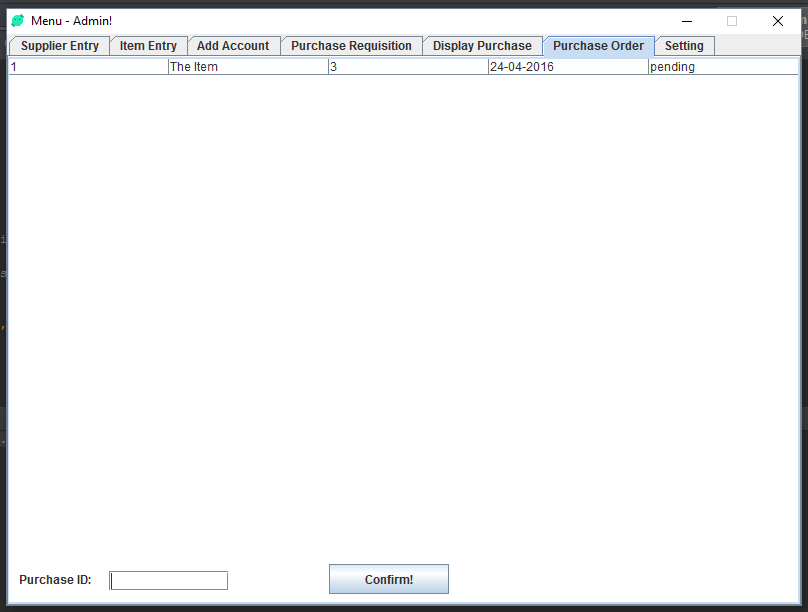 Menu - Admin!
Supplier Entry Item Entry Add Account Purchase Requisition Display Purchase Purchase Order Setting
1 The Item 3 24-04-2016 pending
Purchase ID: Confirm!